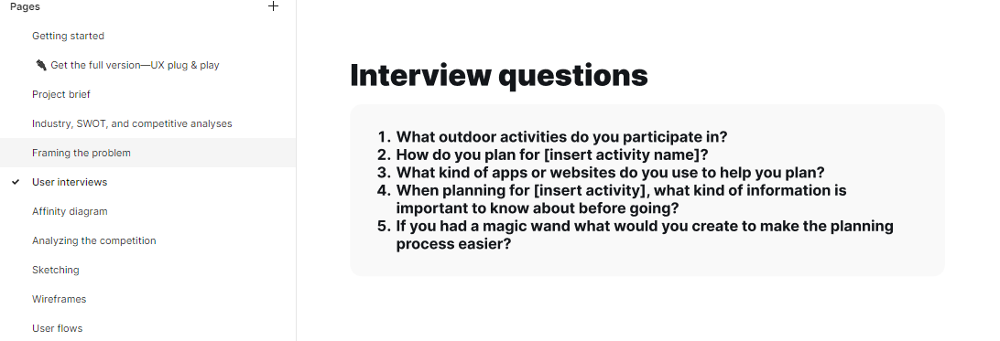 Pages
Getting started
Get the full version—UX plug & play
Project brief
Industry, SWOT, and competitive analyses
Framing the problem
User interviews
Affinity diagram
Analyzing the competition
Sketching
Wireframes
User flows
Interview questions
1. What outdoor activities do you participate in?
2. How do you plan for [insert activity name]?
3. What kind of apps or websites do you use to help you plan?
4. When planning for [insert activity], what kind of information is
important to know about before going?
5. If you had a magic wand what would you create to make the planning
process easier?